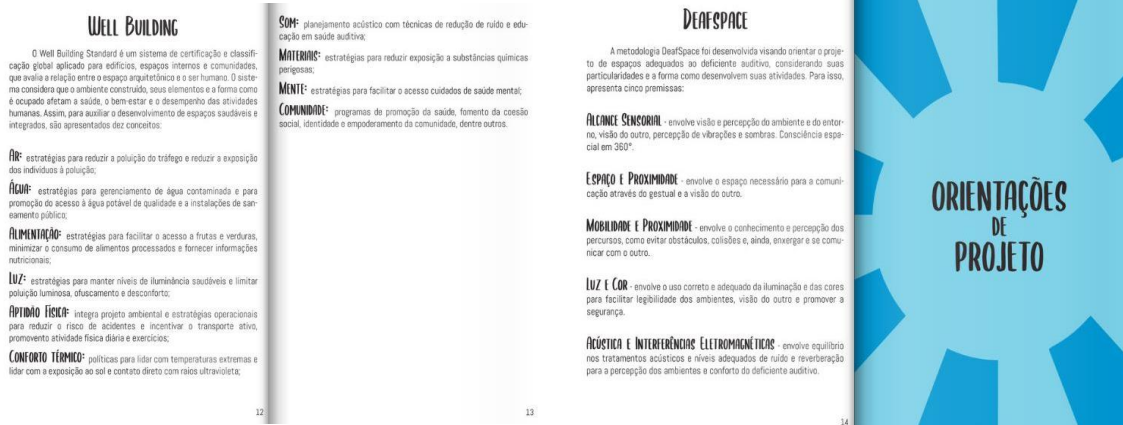 WELL BUILDING
O Well Building Standard é um sistema de certificação e classifi-
cação global aplicado para edifícios, espaços internos e comunidades,
que avalia a relação entre o espaço arquitetônico e o ser humano. O siste-
ma considera que o ambiente construído, seus elementos e a forma como
é ocupado afetam a saúde, o bem-estar e o desempenho das atividades
humanas. Assim, para auxiliar o desenvolvimento de espaços saudáveis e
integrados, são apresentados dez conceitos:
AR: estratégias para reduzir a poluição do tráfego e reduzir a exposição
dos indivíduos à poluição;
ÁGUA: estratégias para gerenciamento de água contaminada e para
promoção do acesso à água potável de qualidade e a instalações de san-
eamento público;
ALIMENTAÇÃO: estratégias para facilitar o acesso a frutas e verduras,
minimizar o consumo de alimentos processados e fornecer informações
nutricionais;
LUZ: estratégias para manter níveis de iluminância saudáveis e limitar
poluição luminosa, ofuscamento e desconforto;
APTIDÃO FÍSICA: integra projeto ambiental e estratégias operacionais
para reduzir o risco de acidentes e incentivar o transporte ativo,
promovento atividade física diária e exercícios;
CONFORTO TÉRMICO: políticas para lidar com temperaturas extremas e
lidar com a exposição ao sol e contato direto com raios ultravioleta;
12
SOM: planejamento acústico com técnicas de redução de ruído e edu-
cação em saúde auditiva;
MATERIAIS: estratégias para reduzir exposição a substâncias químicas
perigosas;
MENTE: estratégias para facilitar o acesso cuidados de saúde mental;
COMUNIDADE: programas de promoção da saúde, fomento da coesão
social, identidade e empoderamento da comunidade, dentre outros.
13
DEAFSPACE
A metodologia DeafSpace foi desenvolvida visando orientar o proje-
to de espaços adequados ao deficiente auditivo, considerando suas
particularidades e a forma como desenvolvem suas atividades. Para isso,
apresenta cinco premissas:
ALCANCE SENSORIAL - envolve visão e percepção do ambiente e do entor-
no, visão do outro, percepção de vibrações e sombras. Consciência espa-
cial em 360°.
ESPAÇO E PROXIMIDADE - envolve o espaço necessário para a comuni-
cação através do gestual e a visão do outro.
MOBILIDADE E PROXIMIDADE - envolve o conhecimento e percepção dos
percursos, como evitar obstáculos, colisões e, ainda, enxergar e se comu-
nicar com o outro.
LUZ E COR - envolve o uso correto e adequado da iluminação e das cores
para facilitar legibilidade dos ambientes, visão do outro e promover a
segurança.
ACÚSTICA E INTERFERÊNCIAS ELETROMAGNÉTICAS - envolve equilíbrio
nos tratamentos acústicos e níveis adequados de ruído e reverberação
para a percepção dos ambientes e conforto do deficiente auditivo.
14
ORIENTAÇÕES
DE
PROJETO